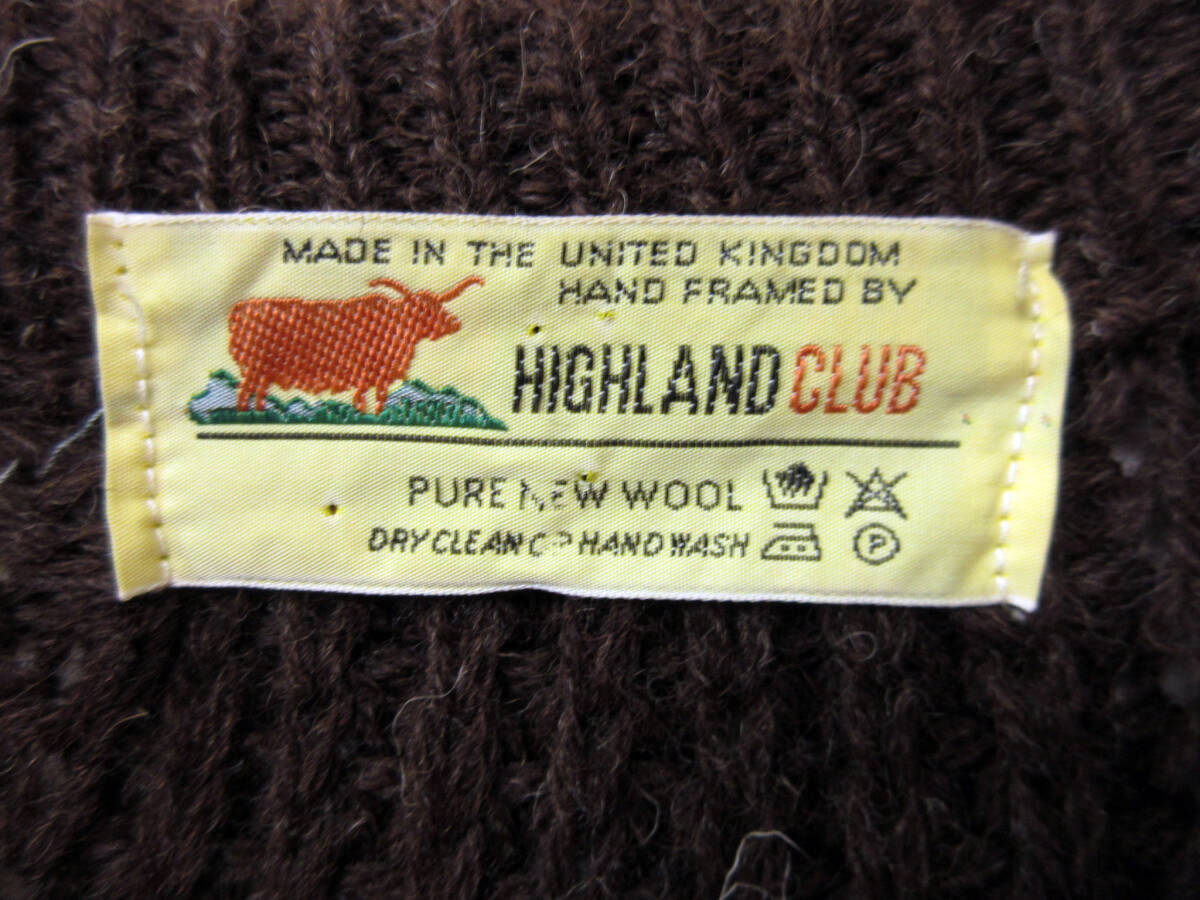 MADE IN THE UNITED KINGDOM
HAND FRAMED BY
HIGHLAND CLUB
PURE NEW WOOL
DRY CLEAN OR HAND WASH
P